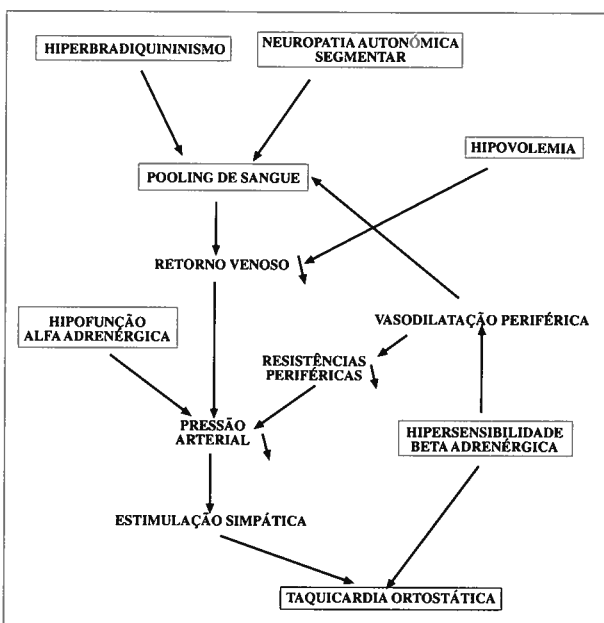 HIPERBRADIQUININISMO
NEUROPATIA AUTONÓMICA
SEGMENTAR
HIPOVOLEMIA
POOLING DE SANGUE
RETORNO VENOSO
HIPOFUNÇÃO
ALFA ADRENÉRGICA
VASODILATAÇÃO PERIFÉRICA
RESISTÊNCIAS
PERIFÉRICAS
PRESSÃO
ARTERIAL
HIPERSENSIBILIDADE
BETA ADRENÉRGICA
ESTIMULAÇÃO SIMPÁTICA
TAQUICARDIA ORTOSTÁTICA